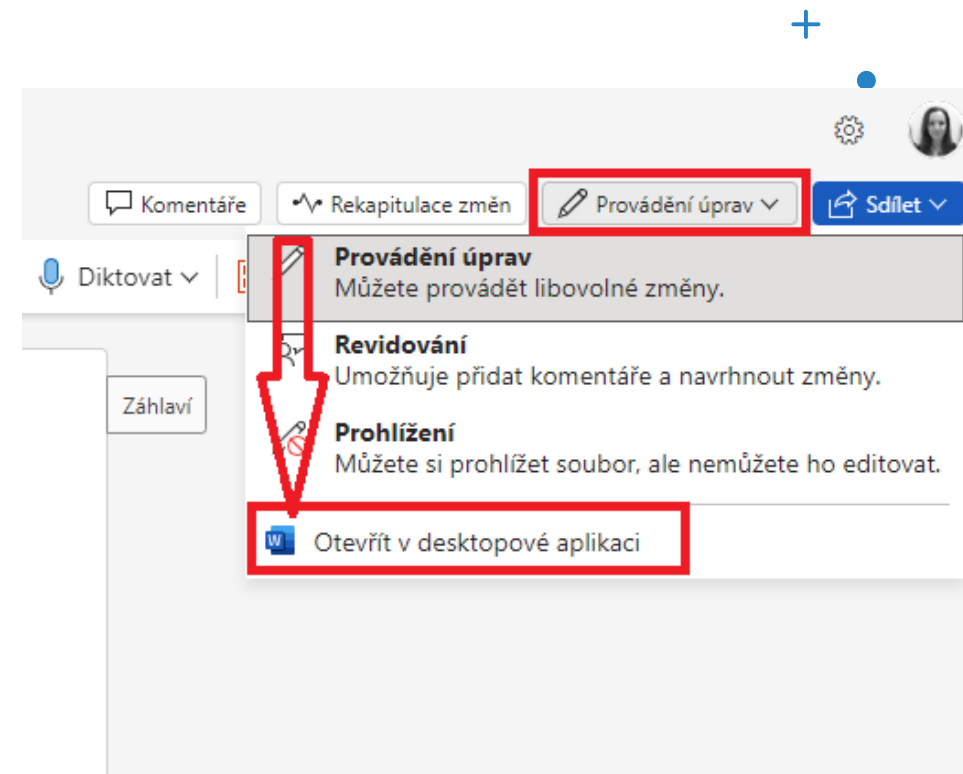 Komentáře
Rekapitulace změn
Provádění úprav
Sdílet
Diktovat
Provádění úprav
Můžete provádět libovolné změny.
Revidování
Umožňuje přidat komentáře a navrhnout změny.
Záhlaví
Prohlížení
Můžete si prohlížet soubor, ale nemůžete ho editovat.
W
Otevřít v desktopové aplikaci